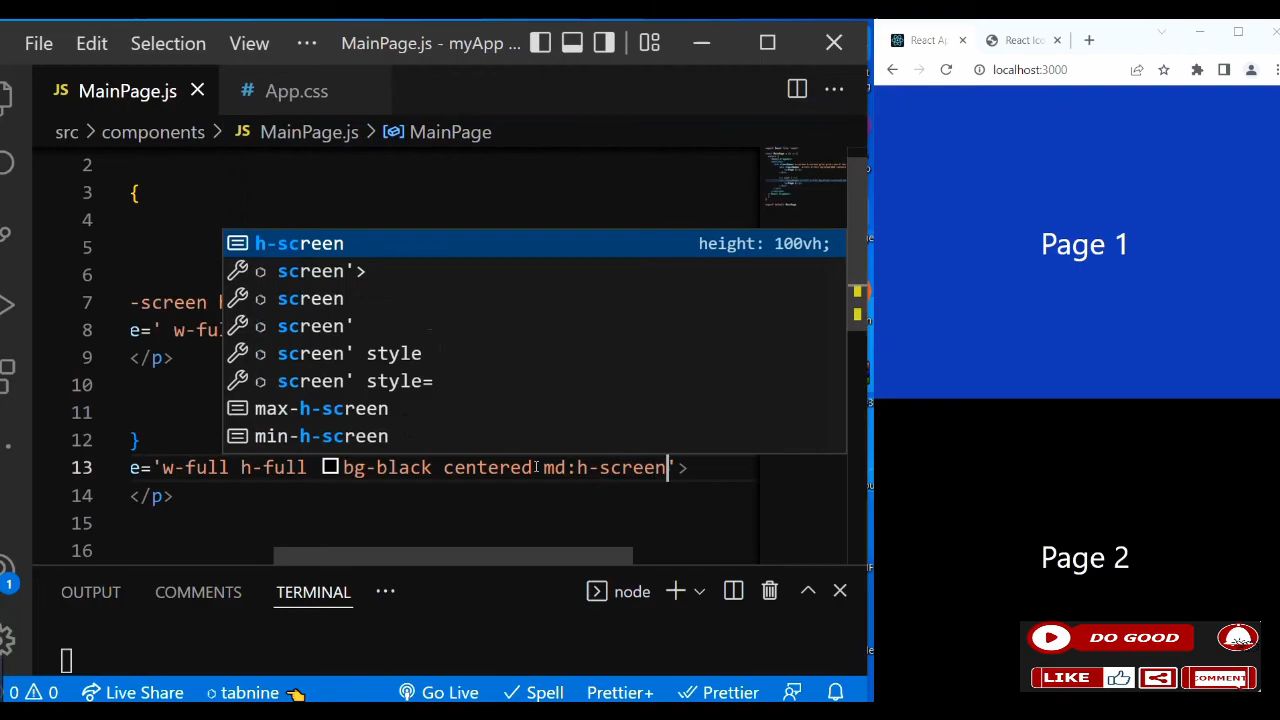 File Edit Selection View ··· MainPage.js - myApp ...
JS MainPage.js × # App.css ···
src > components > JS MainPage.js > MainPage
2
3 {
4
5
6
7 -screen h
8 e=' w-ful
9 </p>
10
11
12 }
13 e='w-full h-full bg-black centered md:h-screen'>
14 </p>
15
16
h-screen height: 100vh;
screen'>
screen
screen'
screen' style
screen' style=
max-h-screen
min-h-screen
OUTPUT COMMENTS TERMINAL ···
node
1
0 0 Live Share tabnine Go Live Spell Prettier+ Prettier
React Ap × React Ico × +
localhost:3000
Page 1
Page 2
DO GOOD
LIKE COMMENT